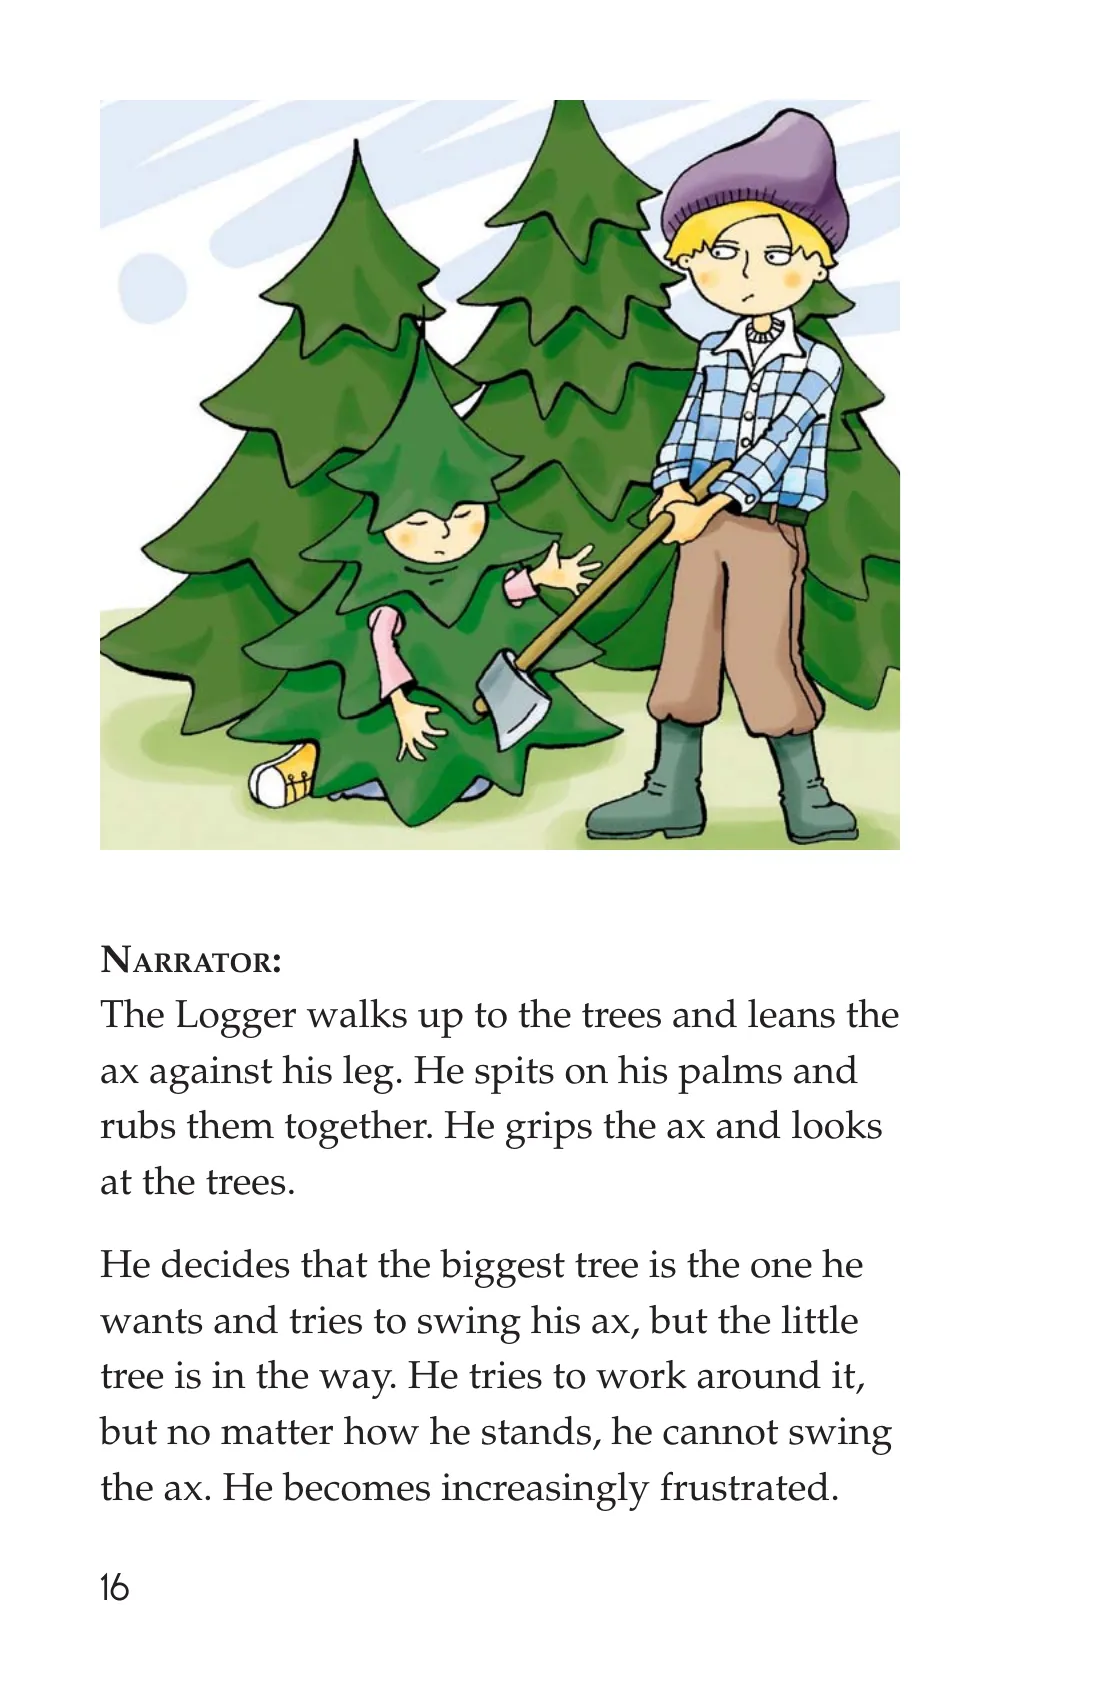 NARRATOR:
The Logger walks up to the trees and leans the
ax against his leg. He spits on his palms and
rubs them together. He grips the ax and looks
at the trees.
He decides that the biggest tree is the one he
wants and tries to swing his ax, but the little
tree is in the way. He tries to work around it,
but no matter how he stands, he cannot swing
the ax. He becomes increasingly frustrated.
16